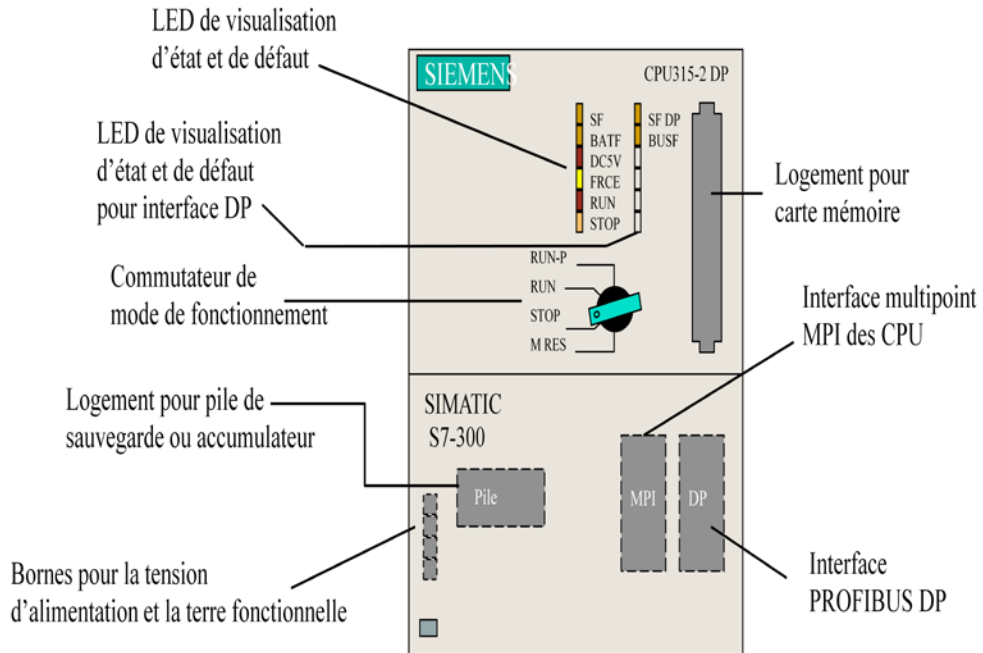 LED de visualisation
d'état et de défaut
LED de visualisation
d'état et de défaut
pour interface DP
Commutateur de
mode de fonctionnement
Logement pour pile de
sauvegarde ou accumulateur
Bornes pour la tension
d'alimentation et la terre fonctionnelle
SIEMENS
CPU315-2 DP
SF
BATF
DC5V
FRCE
RUN
STOP
SF DP
BUSF
RUN-P
RUN
STOP
M RES
SIMATIC
S7-300
Pile
MPI
DP
Logement pour
carte mémoire
Interface multipoint
MPI des CPU
Interface
PROFIBUS DP